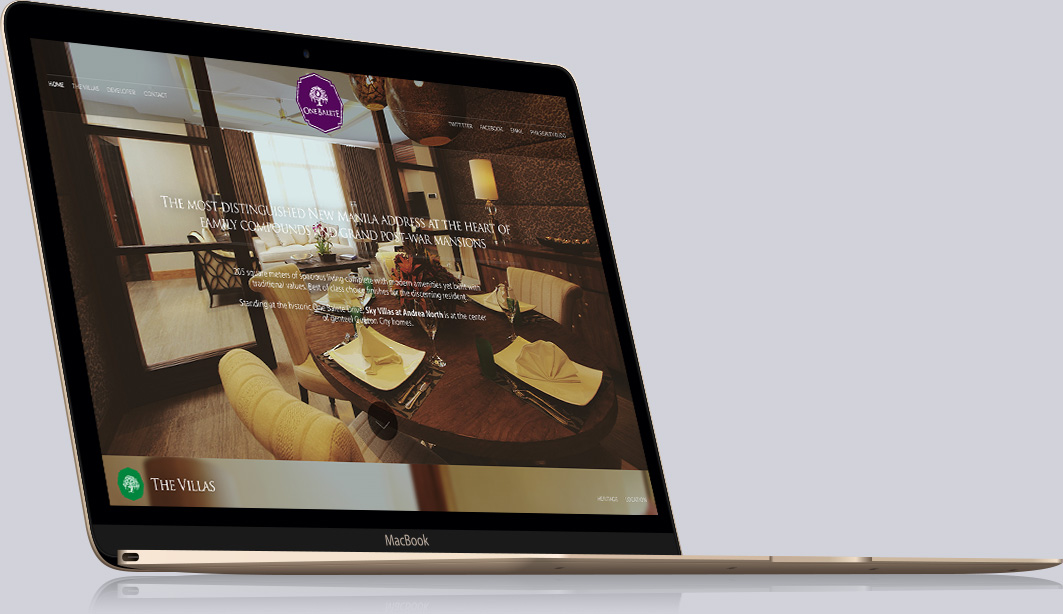 HOME THE VILLAS DEVELOPER CONTACT
ONE BALETE
TWITTER FACEBOOK EMAIL
THE MOST DISTINGUISHED NEW MANILA ADDRESS AT THE HEART OF
FAMILY COMPOUNDS AND GRAND POST-WAR MANSIONS
205 square meters of spacious living complete with modern amenities yet built with
traditional values. Best of class choice finishes for the discerning resident.
Standing at the historic One Balete Drive, Sky Villas at Andrea North is at the center
of genteel Quezon City homes.
THE VILLAS
HERITAGE LOCATION
MacBook